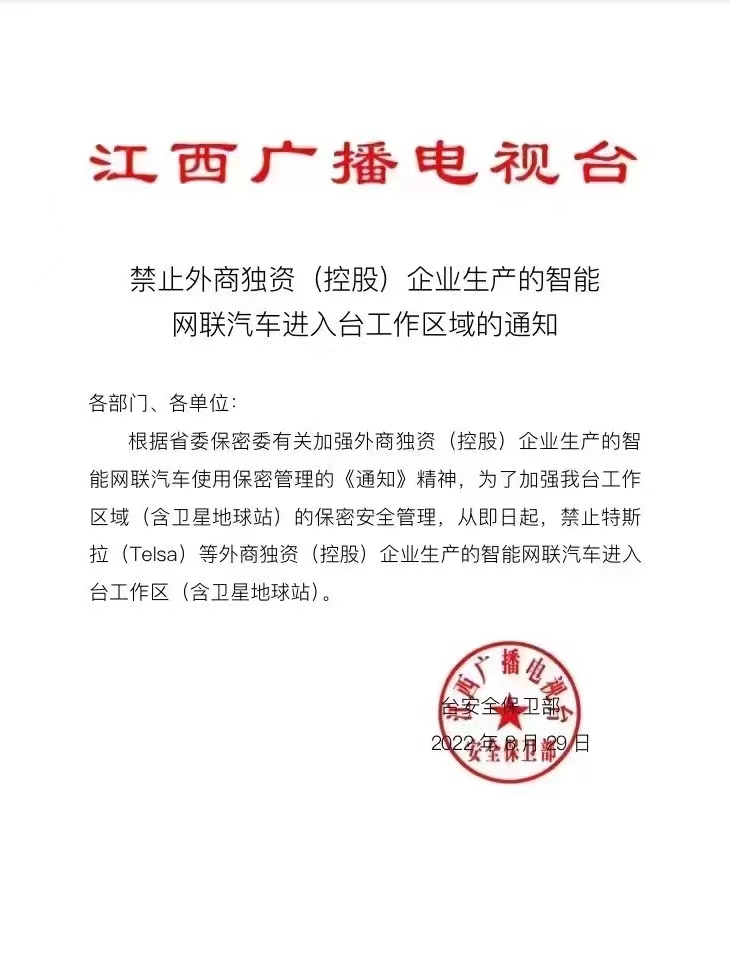 江西广播电视台
禁止外商独资（控股）企业生产的智能
网联汽车进入台工作区域的通知
各部门、各单位：
根据省委保密委有关加强外商独资（控股）企业生产的智
能网联汽车使用保密管理的《通知》精神，为了加强我台工作
区域（含卫星地球站）的保密安全管理，从即日起，禁止特斯
拉（Telsa）等外商独资（控股）企业生产的智能网联汽车进入
台工作区（含卫星地球站）。
江西广播电视台
台安全保卫部
2022 年 8 月 29 日
安全保卫部